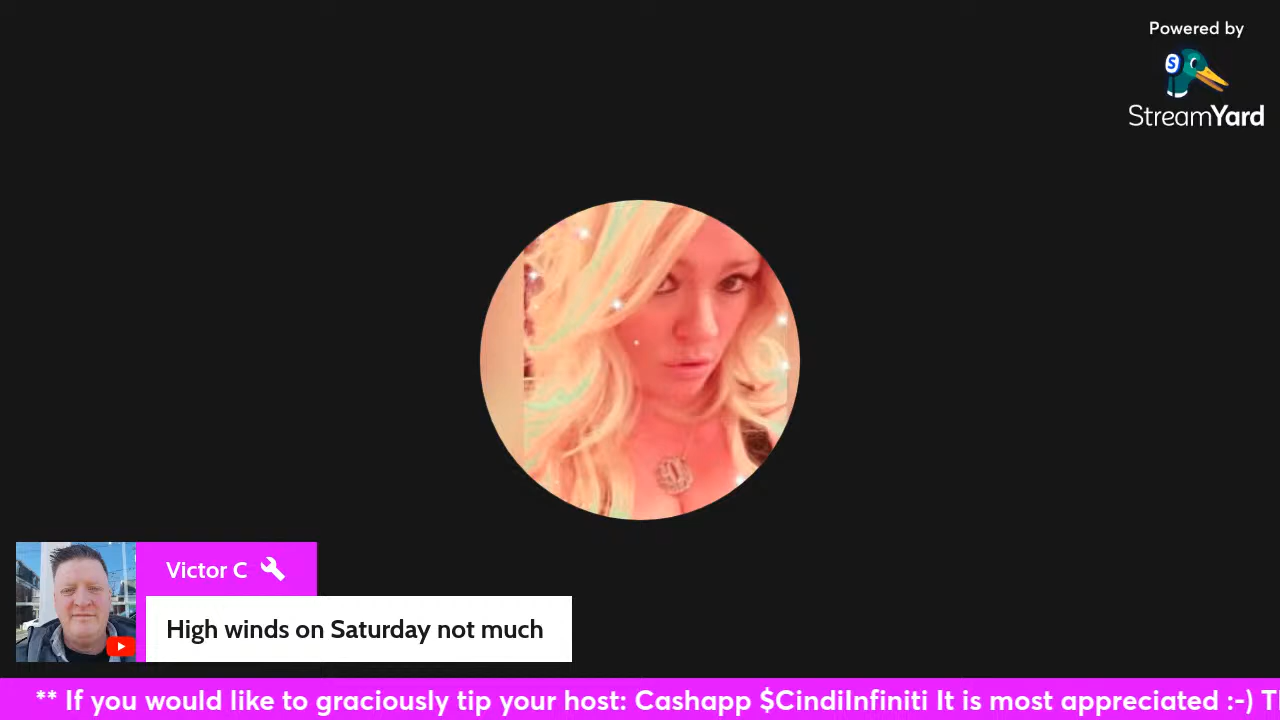 Powered by
S
StreamYard
Victor C
High winds on Saturday not much
** If you would like to graciously tip your host: Cashapp $CindiInfiniti It is most appreciated :-)